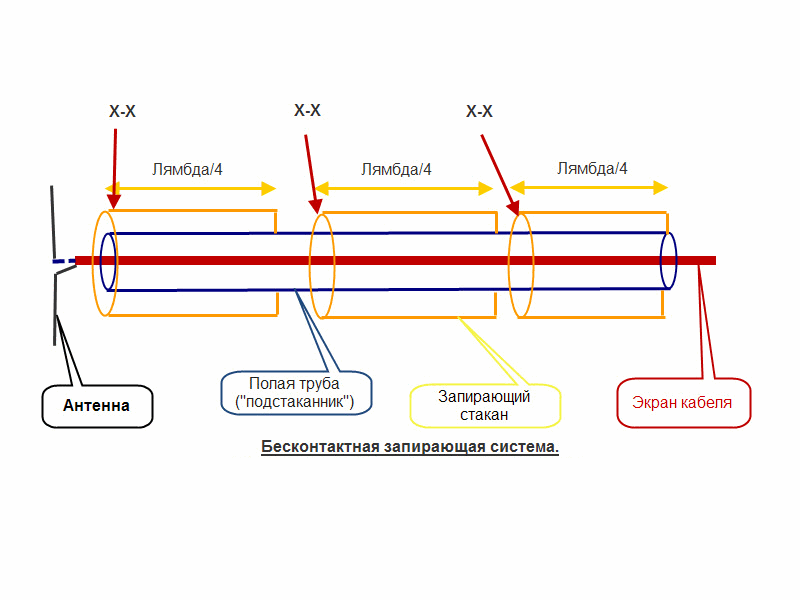 Х-Х
Х-Х
Х-Х
Лямбда/4
Лямбда/4
Лямбда/4
Антенна
Полая труба
("подстаканник")
Запирающий
стакан
Экран кабеля
Бесконтактная запирающая система.